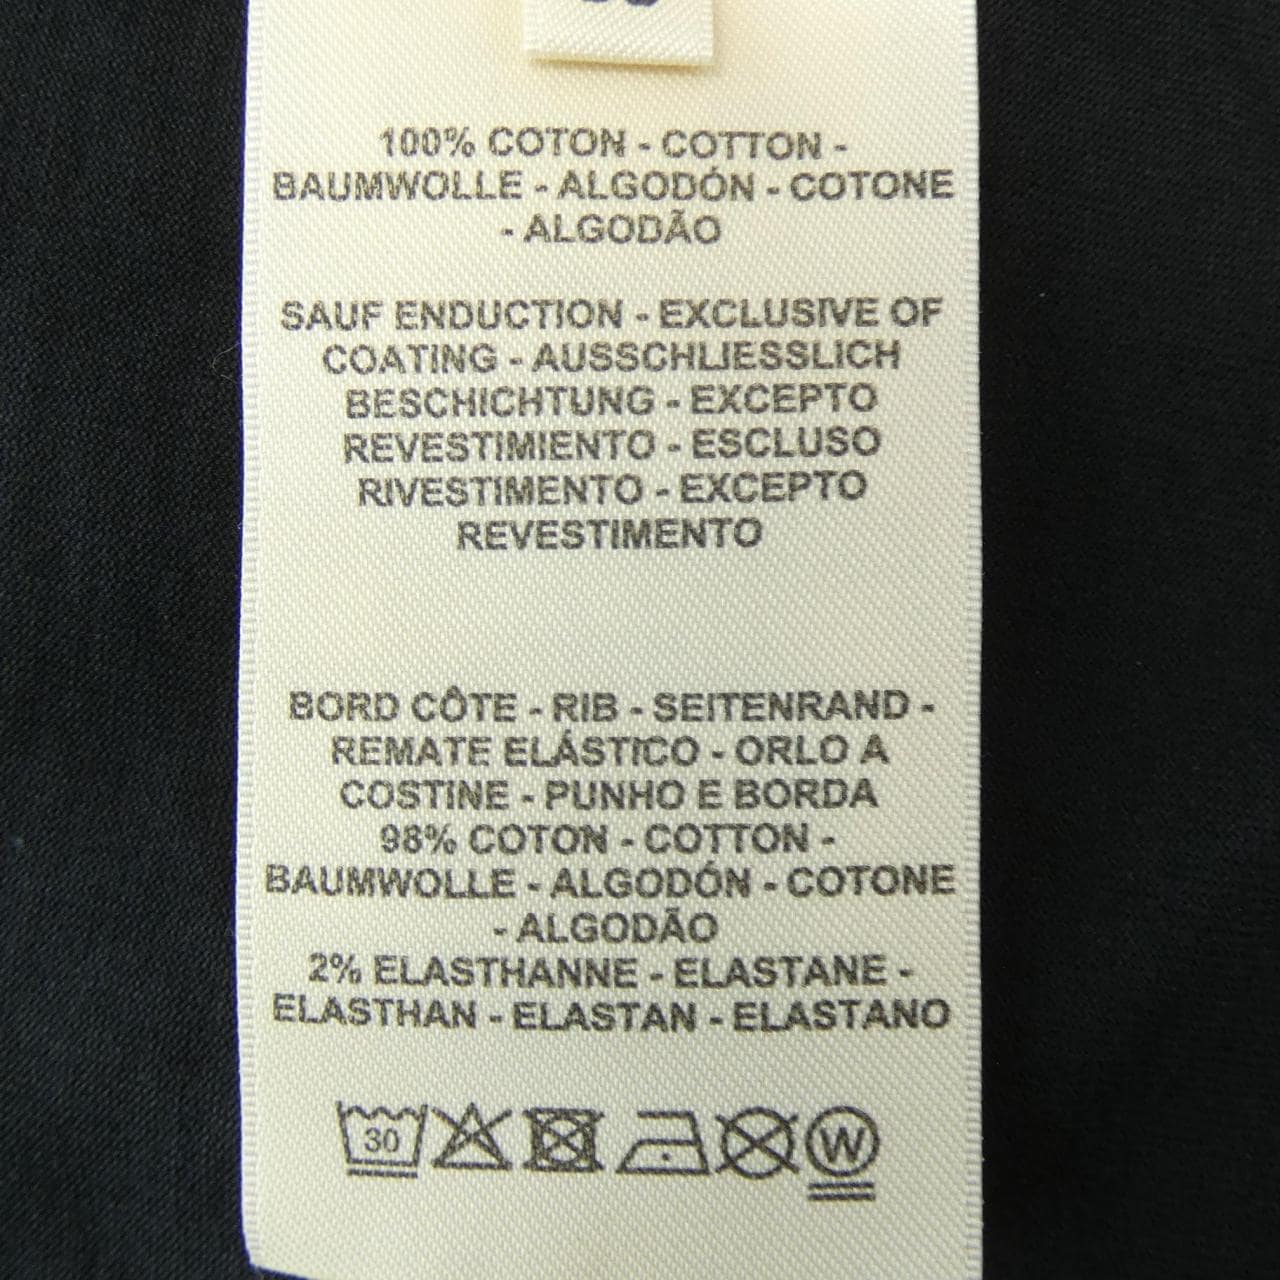 100% COTON - COTTON -
BAUMWOLLE - ALGODÓN - COTONE
- ALGODÃO
SAUF ENDUCTION - EXCLUSIVE OF
COATING - AUSSCHLIESSLICH
BESCHICHTUNG - EXCEPTO
REVESTIMIENTO - ESCLUSO
RIVESTIMENTO - EXCEPTO
REVESTIMENTO
BORD CÔTE - RIB - SEITENRAND -
REMATE ELÁSTICO - ORLO A
COSTINE - PUNHO E BORDA
98% COTON - COTTON -
BAUMWOLLE - ALGODÓN - COTONE
- ALGODÃO
2% ELASTHANNE - ELASTANE -
ELASTHAN - ELASTAN - ELASTANO
30 W